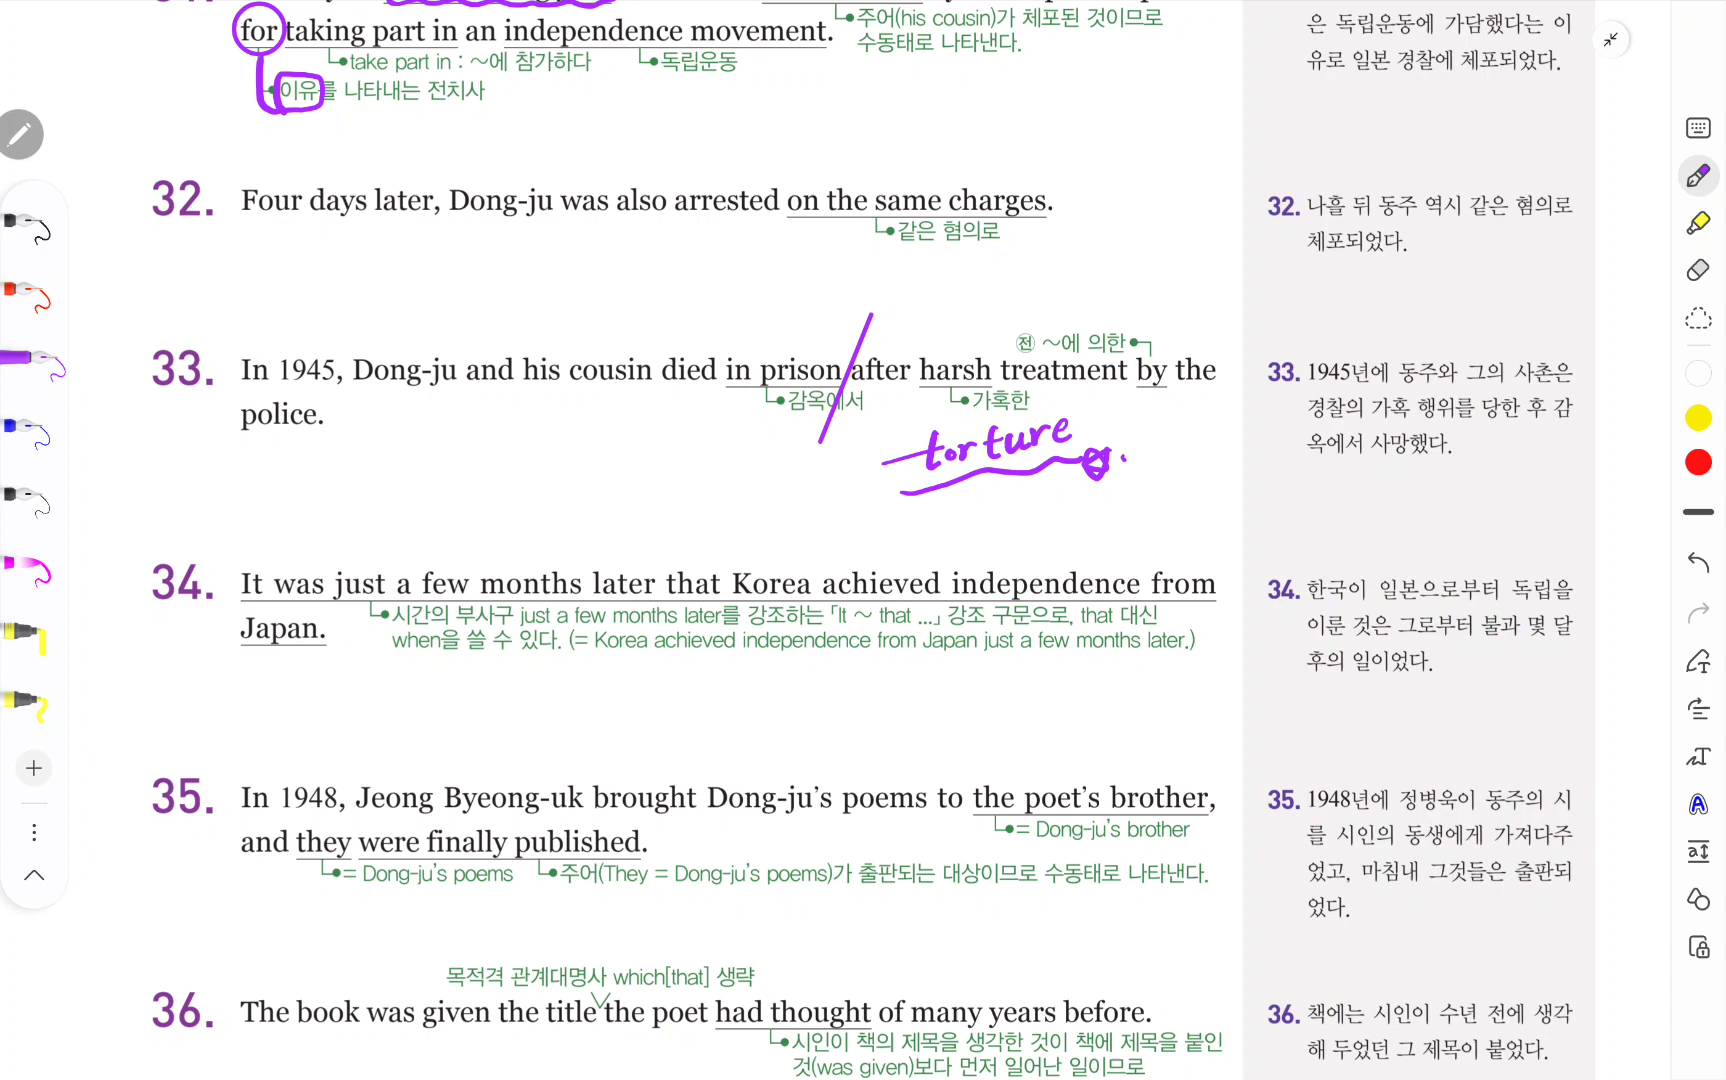 for taking part in an independence movement.
주어(his cousin)가 체포된 것이므로
수동태로 나타낸다.
take part in : ~에 참가하다
독립운동
이유를 나타내는 전치사
은 독립운동에 가담했다는 이
유로 일본 경찰에 체포되었다.
32. Four days later, Dong-ju was also arrested on the same charges.
같은 혐의로
32. 나흘 뒤 동주 역시 같은 혐의로
체포되었다.
전 ~에 의한
33. In 1945, Dong-ju and his cousin died in prison after harsh treatment by the
감옥에서
가혹한
police.
torture
33. 1945년에 동주와 그의 사촌은
경찰의 가혹 행위를 당한 후 감
옥에서 사망했다.
34. It was just a few months later that Korea achieved independence from
Japan.
시간의 부사구 just a few months later를 강조하는 「It ~ that ...」 강조 구문으로, that 대신
when을 쓸 수 있다. (= Korea achieved independence from Japan just a few months later.)
34. 한국이 일본으로부터 독립을
이룬 것은 그로부터 불과 몇 달
후의 일이었다.
35. In 1948, Jeong Byeong-uk brought Dong-ju's poems to the poet's brother,
= Dong-ju's brother
and they were finally published.
= Dong-ju's poems
주어(They = Dong-ju's poems)가 출판되는 대상이므로 수동태로 나타낸다.
35. 1948년에 정병욱이 동주의 시
를 시인의 동생에게 가져다주
었고, 마침내 그것들은 출판되
었다.
목적격 관계대명사 which[that] 생략
36. The book was given the title the poet had thought of many years before.
시인이 책의 제목을 생각한 것이 책에 제목을 붙인
것(was given)보다 먼저 일어난 일이므로
36. 책에는 시인이 수년 전에 생각
해 두었던 그 제목이 붙었다.